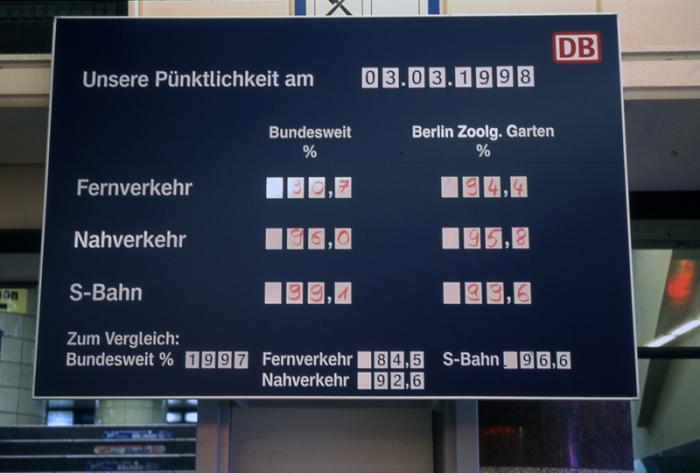 DB
Unsere Pünktlichkeit am 03.03.1998
Bundesweit Berlin Zoolg. Garten
% %
Fernverkehr 90,7 94,4
Nahverkehr 96,0 95,8
S-Bahn 99,1 99,6
Zum Vergleich:
Bundesweit % 1997 Fernverkehr 84,5 S-Bahn 96,6
Nahverkehr 92,6